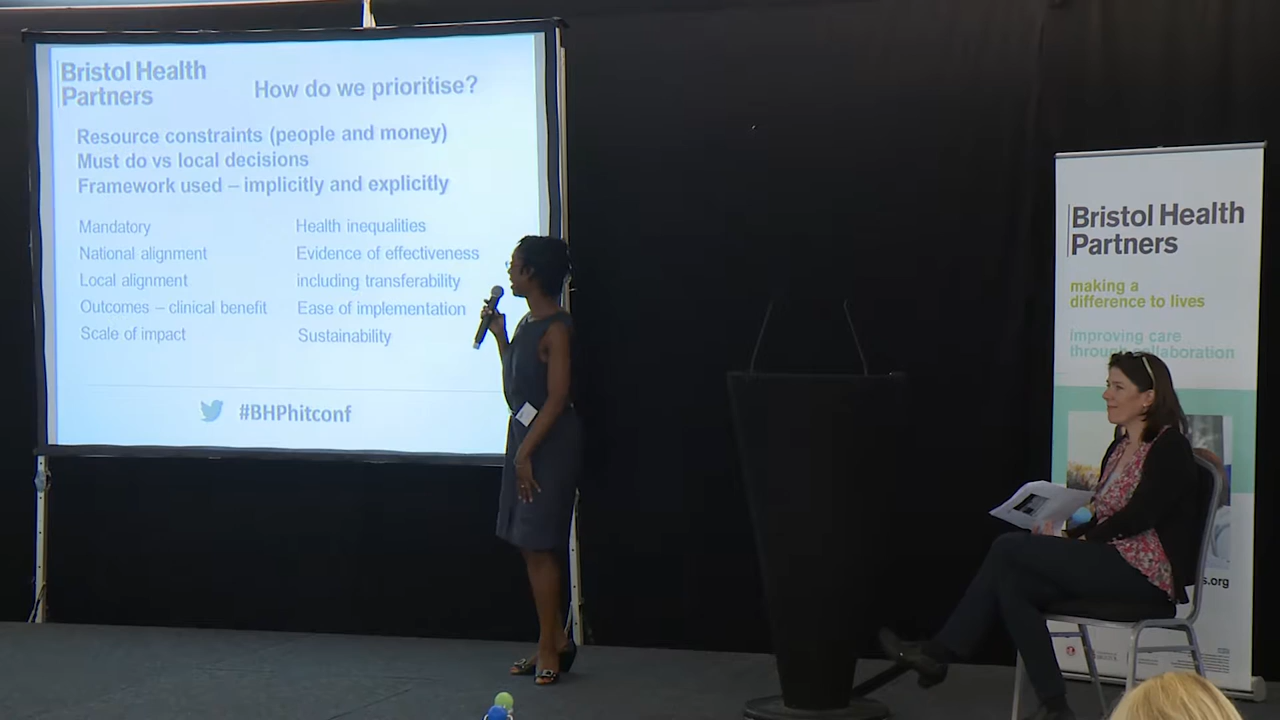 Bristol Health
Partners
How do we prioritise?
Resource constraints (people and money)
Must do vs local decisions
Framework used – implicitly and explicitly
Mandatory
National alignment
Local alignment
Outcomes – clinical benefit
Scale of impact
Health inequalities
Evidence of effectiveness
including transferability
Ease of implementation
Sustainability
#BHPhitconf
Bristol Health
Partners
making a
difference to lives
improving care
through collaboration
s.org